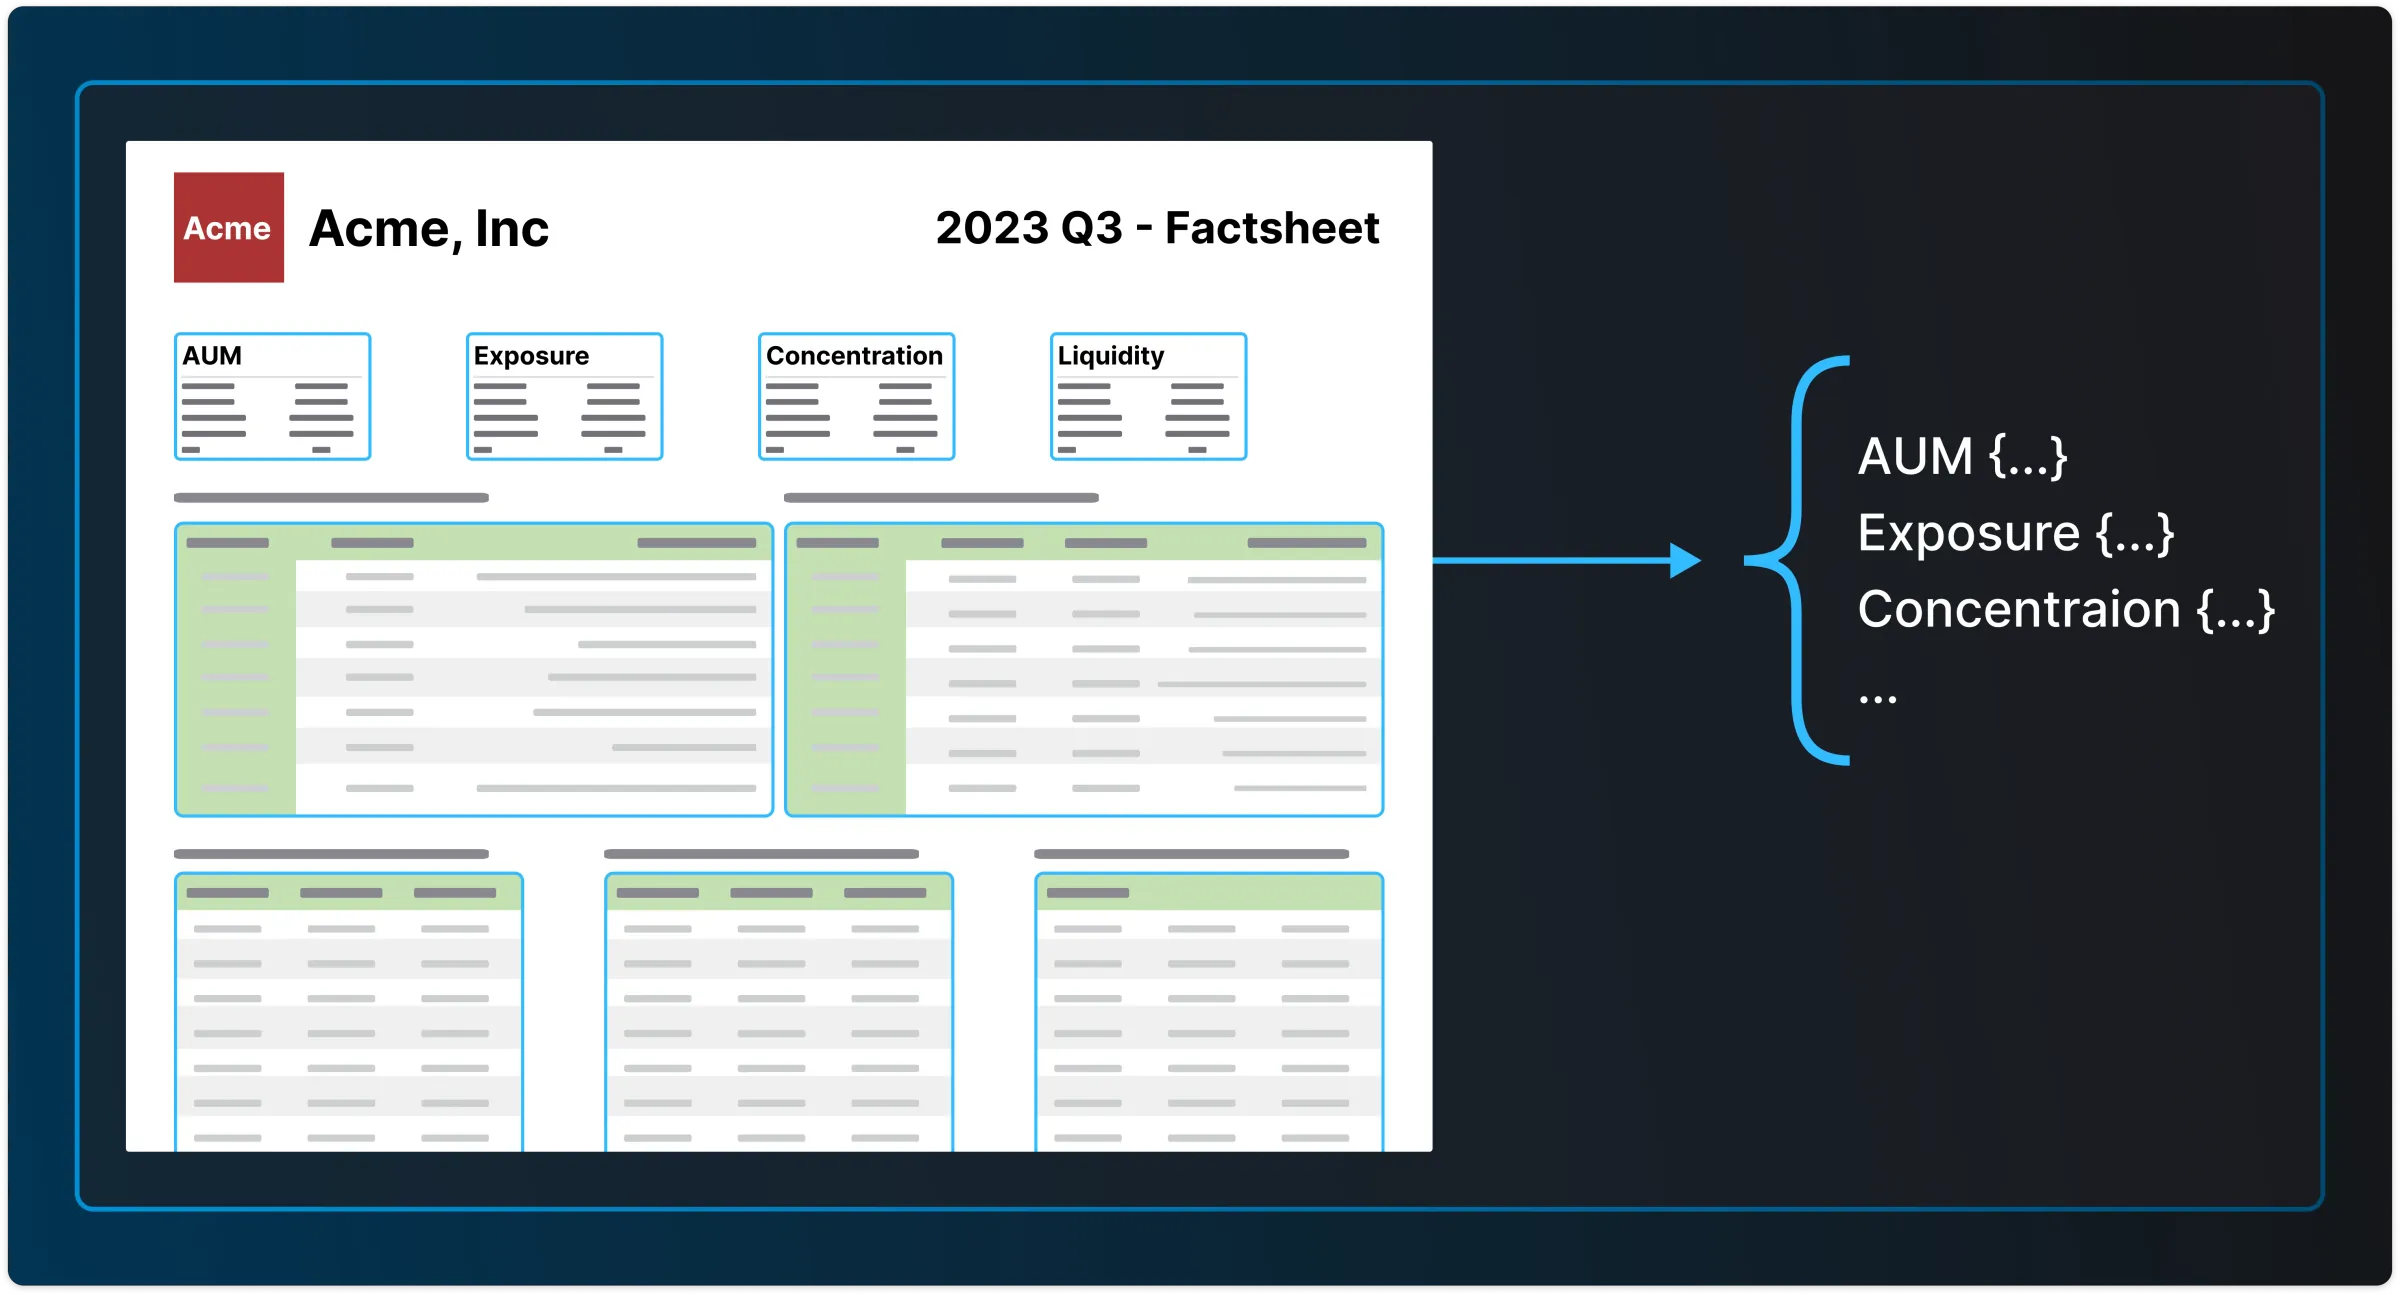 Acme
Acme, Inc
2023 Q3 - Factsheet
AUM
Exposure
Concentration
Liquidity
AUM {...}
Exposure {...}
Concentraion {...}
...